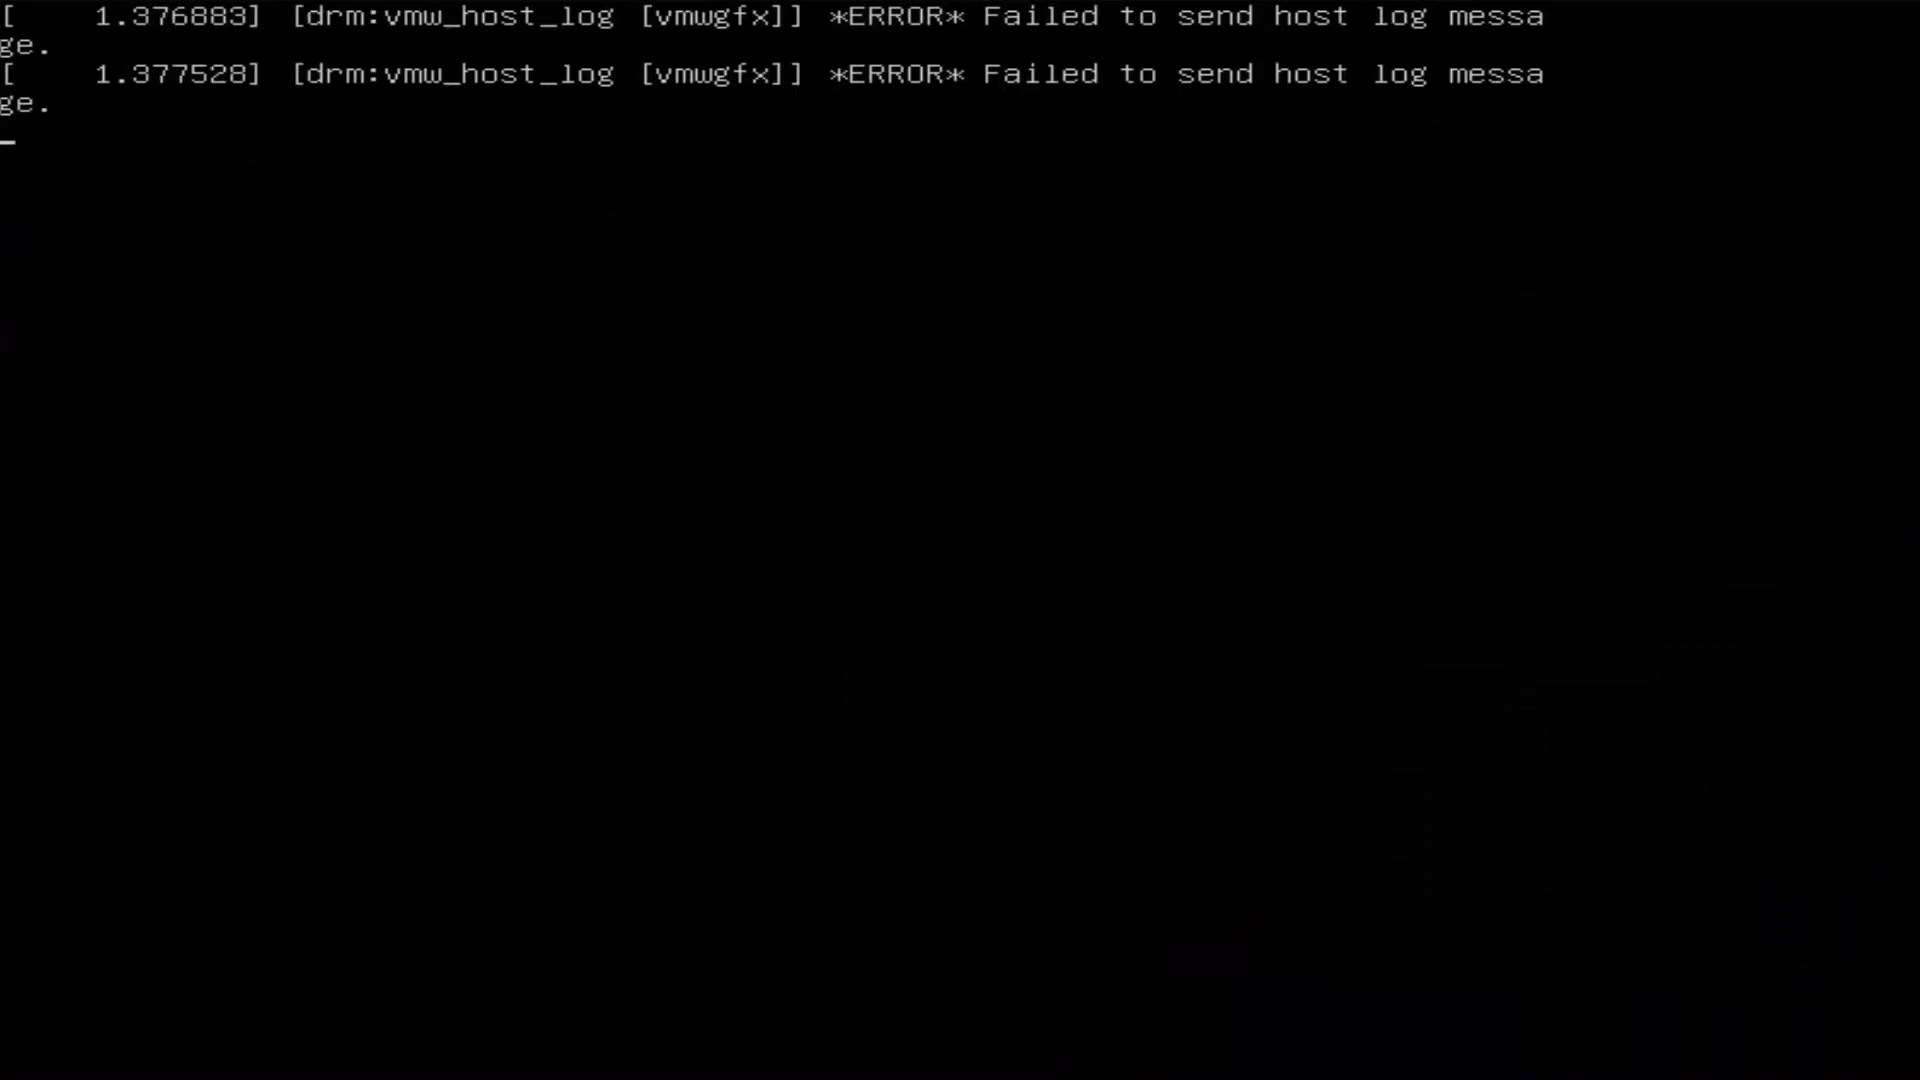 [    1.376883] [drm:vmw_host_log [vmwgfx]] *ERROR* Failed to send host log messa
ge.
[    1.377528] [drm:vmw_host_log [vmwgfx]] *ERROR* Failed to send host log messa
ge.
_